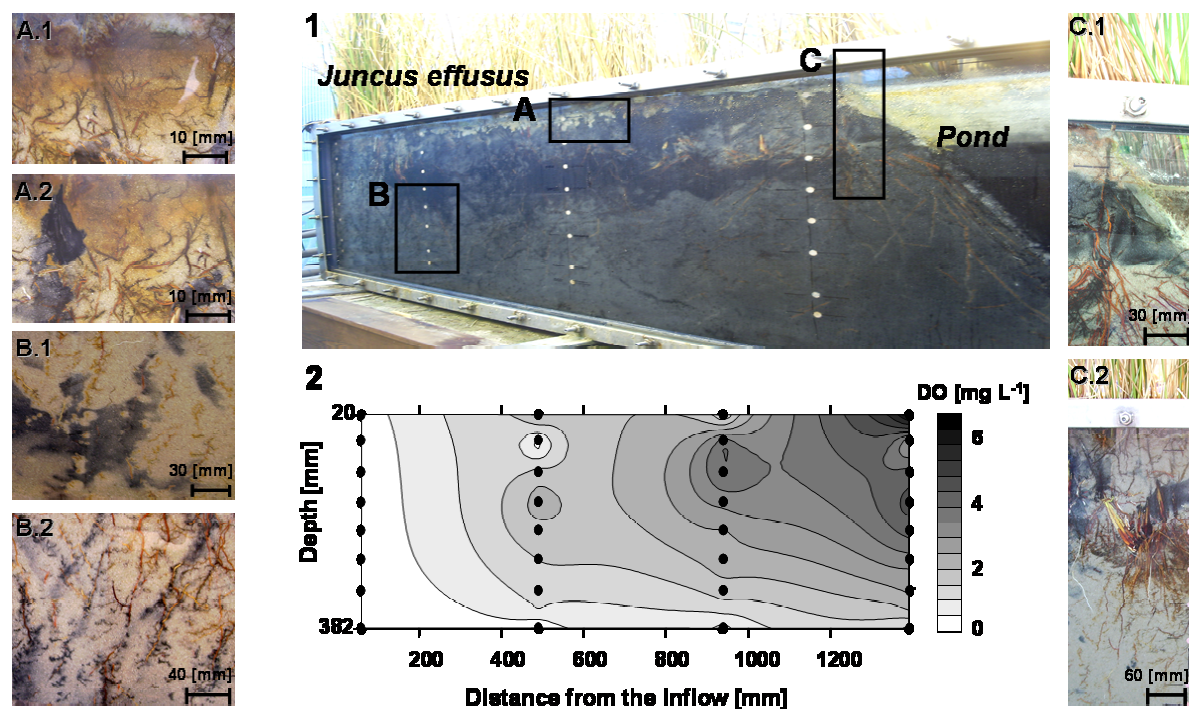 A.1
10 [mm]
A.2
10 [mm]
B.1
30 [mm]
B.2
40 [mm]
1
Juncus effusus
A
B
C
Pond
2
DO [mg L-1]
6
4
2
0
20
Depth [mm]
382
200 400 600 800 1000 1200
Distance from the inflow [mm]
C.1
30 [mm]
C.2
60 [mm]